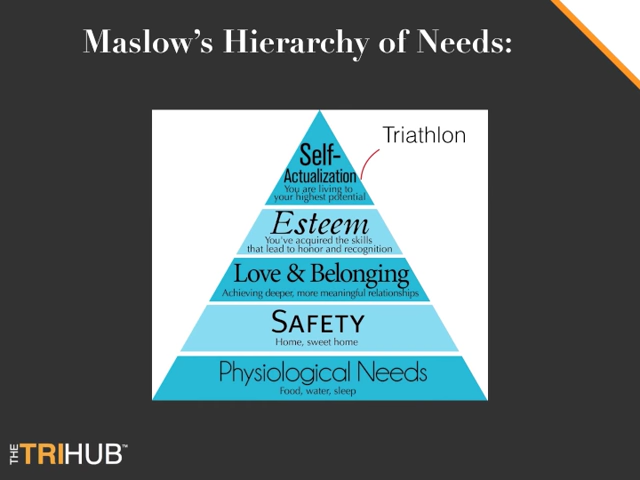 Maslow’s Hierarchy of Needs:
Triathlon
Self-
Actualization
You are living to
your highest potential
Esteem
You've acquired the skills
that lead to honor and recognition
Love & Belonging
Achieving deeper, more meaningful relationships
SAFETY
Home, sweet home
Physiological Needs
Food, water, sleep
THE TRIHUB™